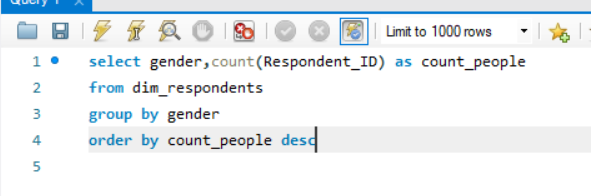 Query 1
Limit to 1000 rows
1 select gender,count(Respondent_ID) as count_people
2 from dim_respondents
3 group by gender
4 order by count_people desc
5